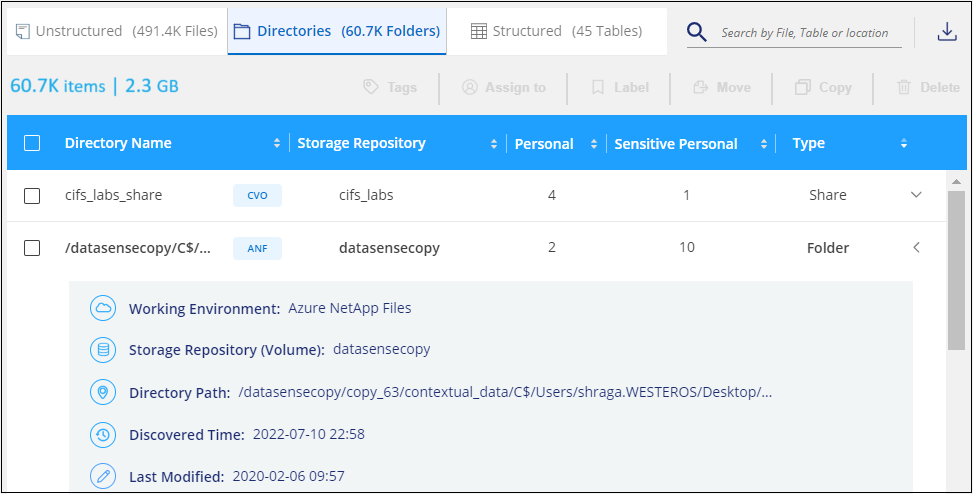 Unstructured (491.4K Files) Directories (60.7K Folders) Structured (45 Tables) Search by File, Table or location
60.7K items | 2.3 GB Tags Assign to Label Move Copy Delete
Directory Name Storage Repository Personal Sensitive Personal Type
cifs_labs_share CVO cifs_labs 4 1 Share
/datasensecopy/C$/... ANF datasensecopy 2 10 Folder
Working Environment: Azure NetApp Files
Storage Repository (Volume): datasensecopy
Directory Path: /datasensecopy/copy_63/contextual_data/C$/Users/shraga.WESTEROS/Desktop/...
Discovered Time: 2022-07-10 22:58
Last Modified: 2020-02-06 09:57